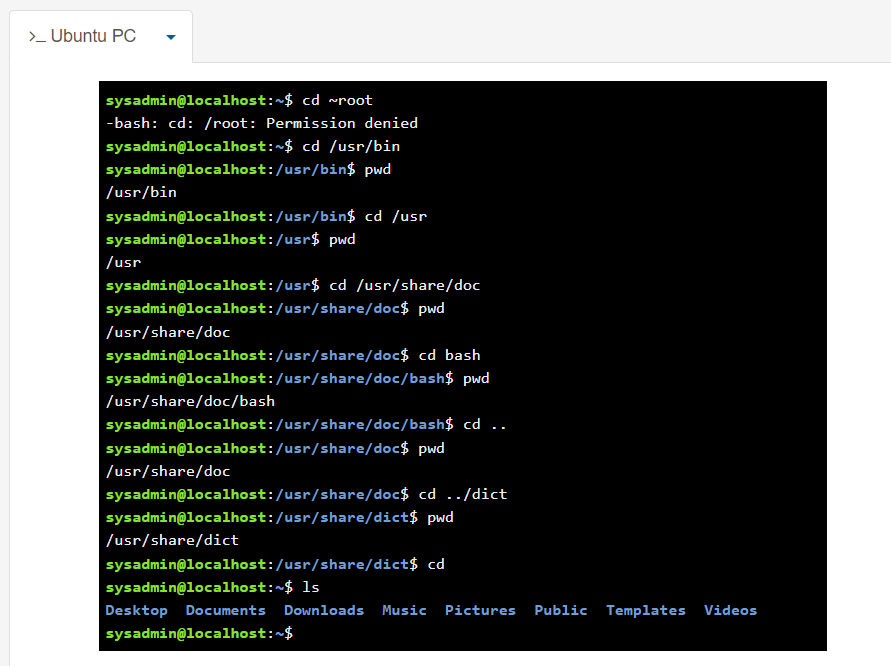 >_ Ubuntu PC
sysadmin@localhost:~$ cd ~root
-bash: cd: /root: Permission denied
sysadmin@localhost:~$ cd /usr/bin
sysadmin@localhost:/usr/bin$ pwd
/usr/bin
sysadmin@localhost:/usr/bin$ cd /usr
sysadmin@localhost:/usr$ pwd
/usr
sysadmin@localhost:/usr$ cd /usr/share/doc
sysadmin@localhost:/usr/share/doc$ pwd
/usr/share/doc
sysadmin@localhost:/usr/share/doc$ cd bash
sysadmin@localhost:/usr/share/doc/bash$ pwd
/usr/share/doc/bash
sysadmin@localhost:/usr/share/doc/bash$ cd ..
sysadmin@localhost:/usr/share/doc$ pwd
/usr/share/doc
sysadmin@localhost:/usr/share/doc$ cd ../dict
sysadmin@localhost:/usr/share/dict$ pwd
/usr/share/dict
sysadmin@localhost:/usr/share/dict$ cd
sysadmin@localhost:~$ ls
Desktop  Documents  Downloads  Music  Pictures  Public  Templates  Videos
sysadmin@localhost:~$